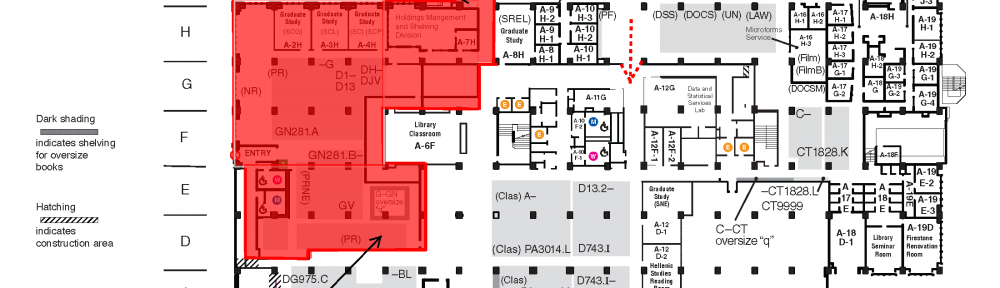 H
G
F
E
D
Dark shading
indicates shelving
for oversize
books
Hatching
indicates
construction area
Graduate
Study
(SCG)
A-2H
Graduate
Study
(SCL)
A-3H
Graduate
Study
(SCF)
A-4H
Holdings Mangement
and Shelving
Division
A-7H
(PR)
–G
D1–
D13
DH–
DJV
(NR)
GN281.A
ENTRY
GN281.B–
W
M
(PRNE)
GV
G–GN
oversize
(PR)
DG975.C
–BL
Library
Classroom
A-6F
(SREL)
Graduate
Study
A-8H
A-9
H-2
A-9
H-1
A-8
H-1
A-10
H-3
A-10
H-2
A-10
H-1
(PF)
E
E
E
A-11G
A-10
F-2
M
A-10
F-1
W
(Clas) A–
D13.2–
(Clas) PA3014.L
D743.I
(Clas)
D743.I–
(DSS)
(DOCS)
(UN)
(LAW)
Microforms
Service
A-12G
Data and
Statistical
Services
Lab
A-12F-1
A-12F-2
E
E
Graduate
Study
(SNE)
A-12
D-1
A-12
D-2
Hellenic
Studies
Reading
Room
–CT1828.L
CT9999
C–CT
oversize "q"
A-16
H-1
A-16
H-2
A-16
H-3
(Film)
(FilmB)
(DOCSM)
A-17
H-1
A-17
H-2
A-17
H-3
A-17
G-1
A-17
G-2
A-18H
A-18
H-2
A-18
G
A-19
G-3
A-19
G-2
A-19
H-1
A-19
H-2
A-19
G-1
A-19
G-4
C–
CT1828.K
A-18F
A-17
E
A-18
E
A-19E
A-19
E-2
A-19
E-3
A-18
D-1
Library
Seminar
Room
A-19D
Firestone
Renovation
Room